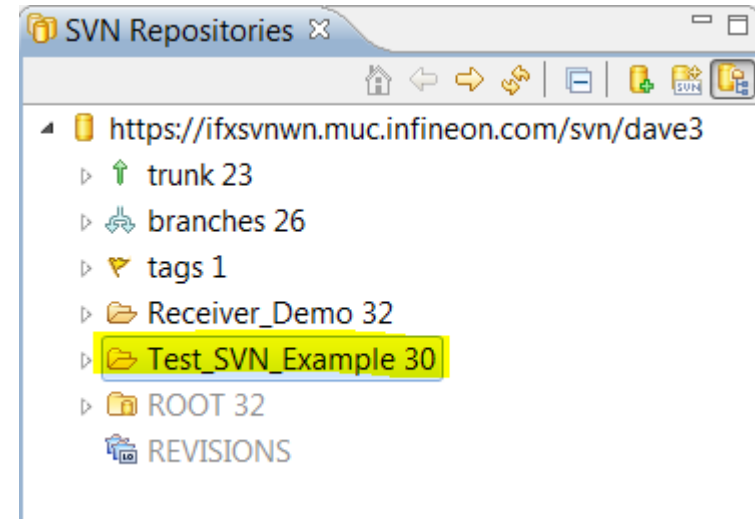 SVN Repositories
SVN
https://ifxsvnwn.muc.infineon.com/svn/dave3
trunk 23
branches 26
tags 1
Receiver_Demo 32
Test_SVN_Example 30
ROOT 32
REVISIONS